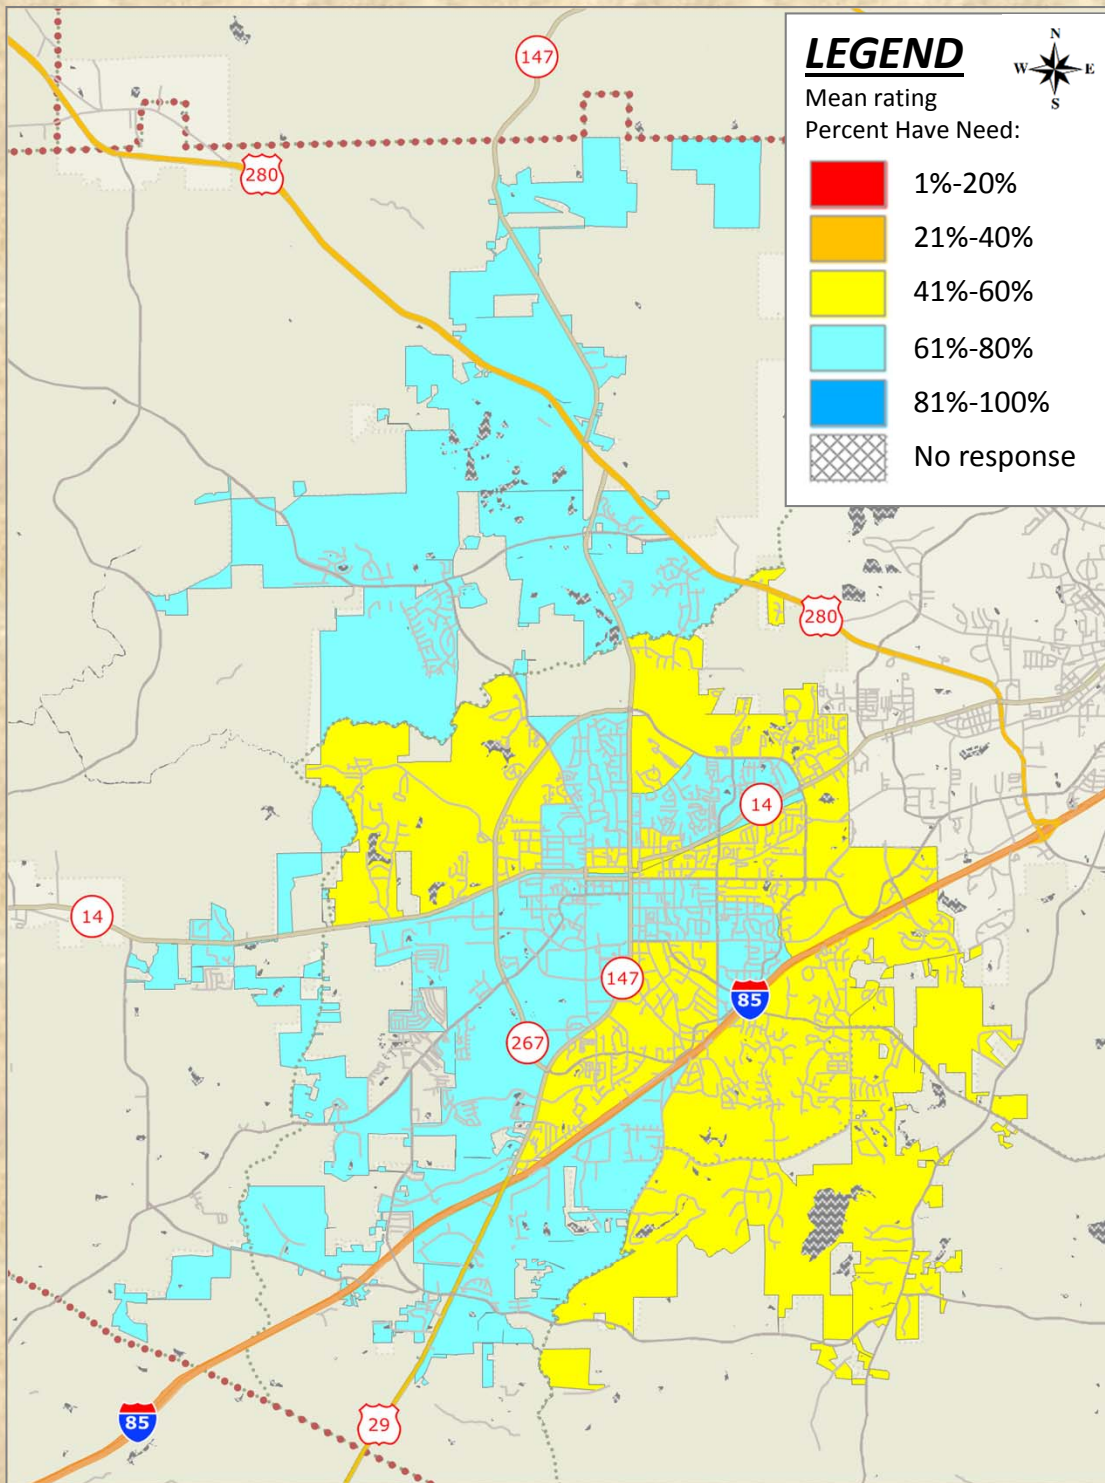 147
LEGEND
N
W E
S
Mean rating
Percent Have Need:
280
1%-20%
21%-40%
41%-60%
61%-80%
81%-100%
No response
280
14
14
147
85
267
85
29